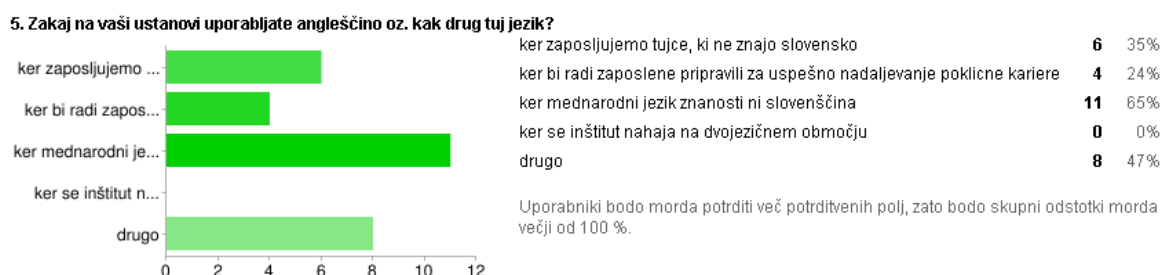 5. Zakaj na vaši ustanovi uporabljate angleščino oz. kak drug tuj jezik?
ker zaposljujemo ...
ker bi radi zapos...
ker mednarodni je...
ker se inštitut n...
drugo
0 2 4 6 8 10 12
ker zaposljujemo tujce, ki ne znajo slovensko 6 35%
ker bi radi zaposlene pripravili za uspešno nadaljevanje poklicne kariere 4 24%
ker mednarodni jezik znanosti ni slovenščina 11 65%
ker se inštitut nahaja na dvojezičnem območju 0 0%
drugo 8 47%
Uporabniki bodo morda potrditi več potrditvenih polj, zato bodo skupni odstotki morda
večji od 100 %.